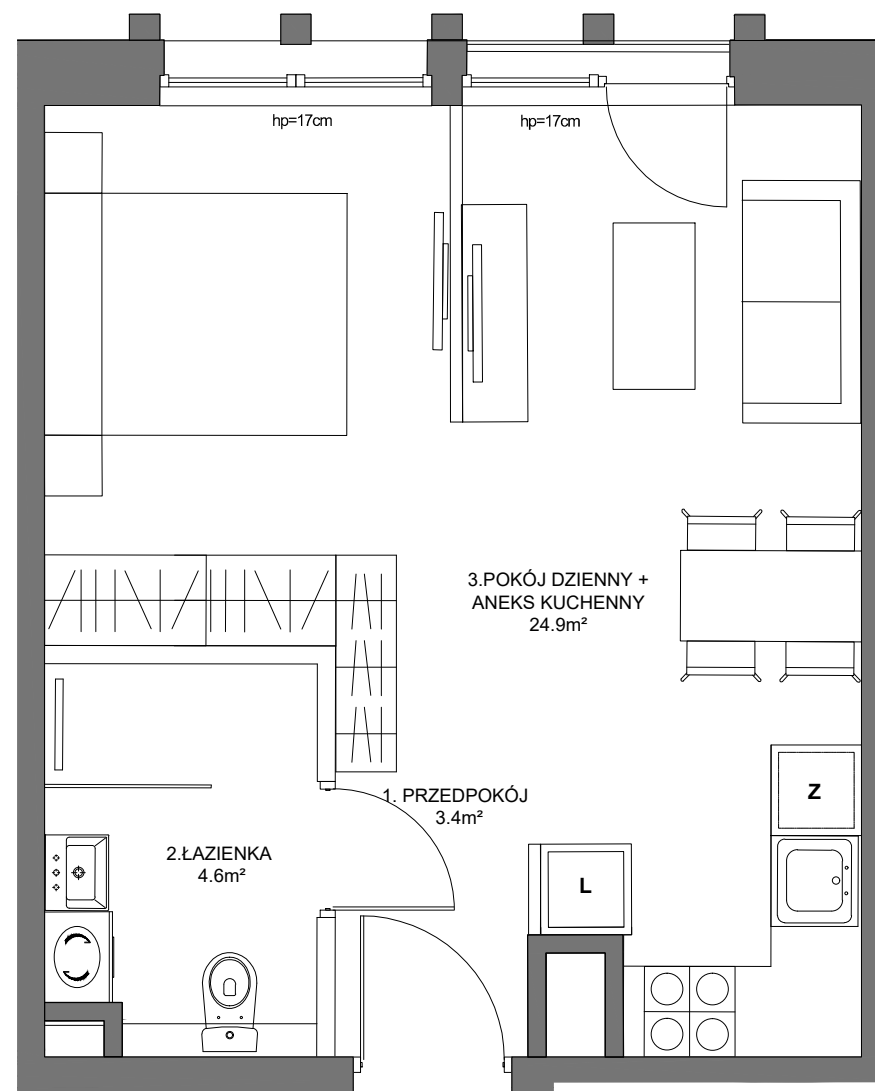 hp=17cm
hp=17cm
3.POKÓJ DZIENNY +
ANEKS KUCHENNY
24.9m²
1. PRZEDPOKÓJ
3.4m²
Z
2.ŁAZIENKA
4.6m²
L